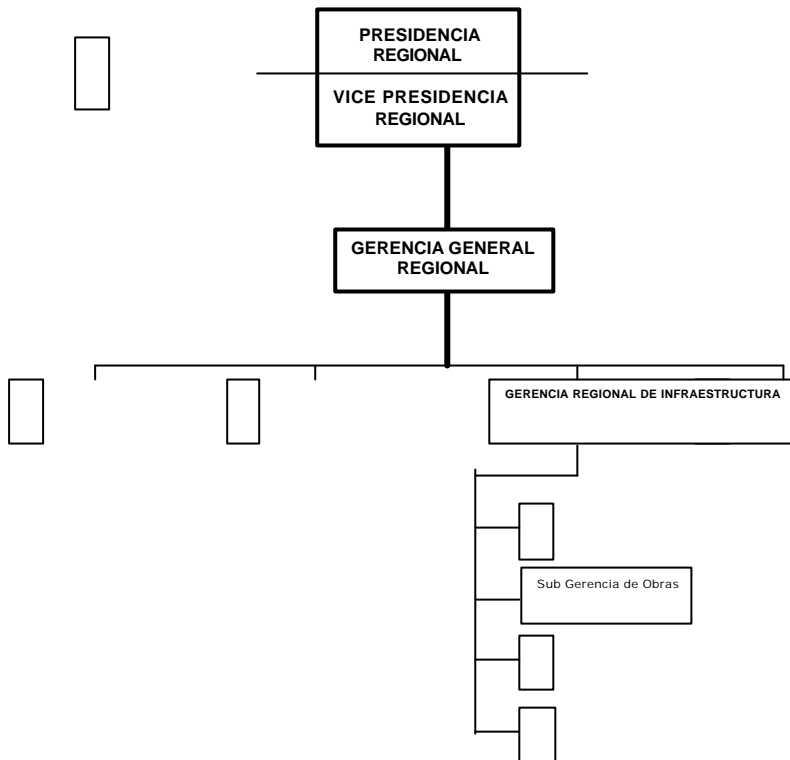 PRESIDENCIA
REGIONAL
VICE PRESIDENCIA
REGIONAL
GERENCIA GENERAL
REGIONAL
GERENCIA REGIONAL DE INFRAESTRUCTURA
Sub Gerencia de Obras